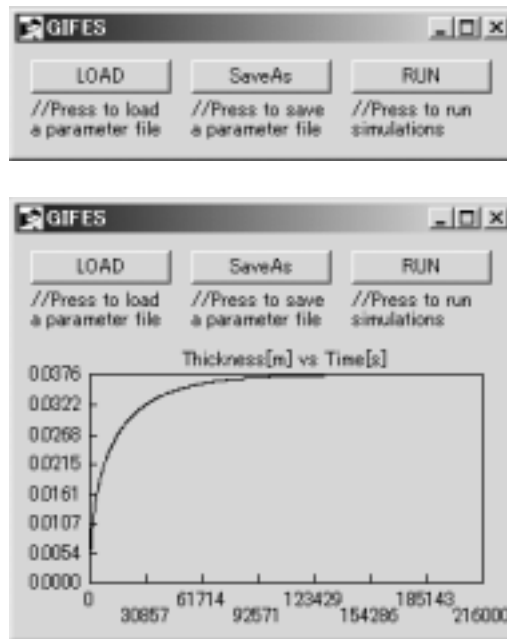 GIFES
LOAD SaveAs RUN
//Press to load //Press to save //Press to run
a parameter file a parameter file simulations
GIFES
LOAD SaveAs RUN
//Press to load //Press to save //Press to run
a parameter file a parameter file simulations
Thickness[m] vs Time[s]
0.0376
0.0322
0.0268
0.0215
0.0161
0.0107
0.0054
0.0000
0 61714 123429 185143
30857 92571 154286 216000